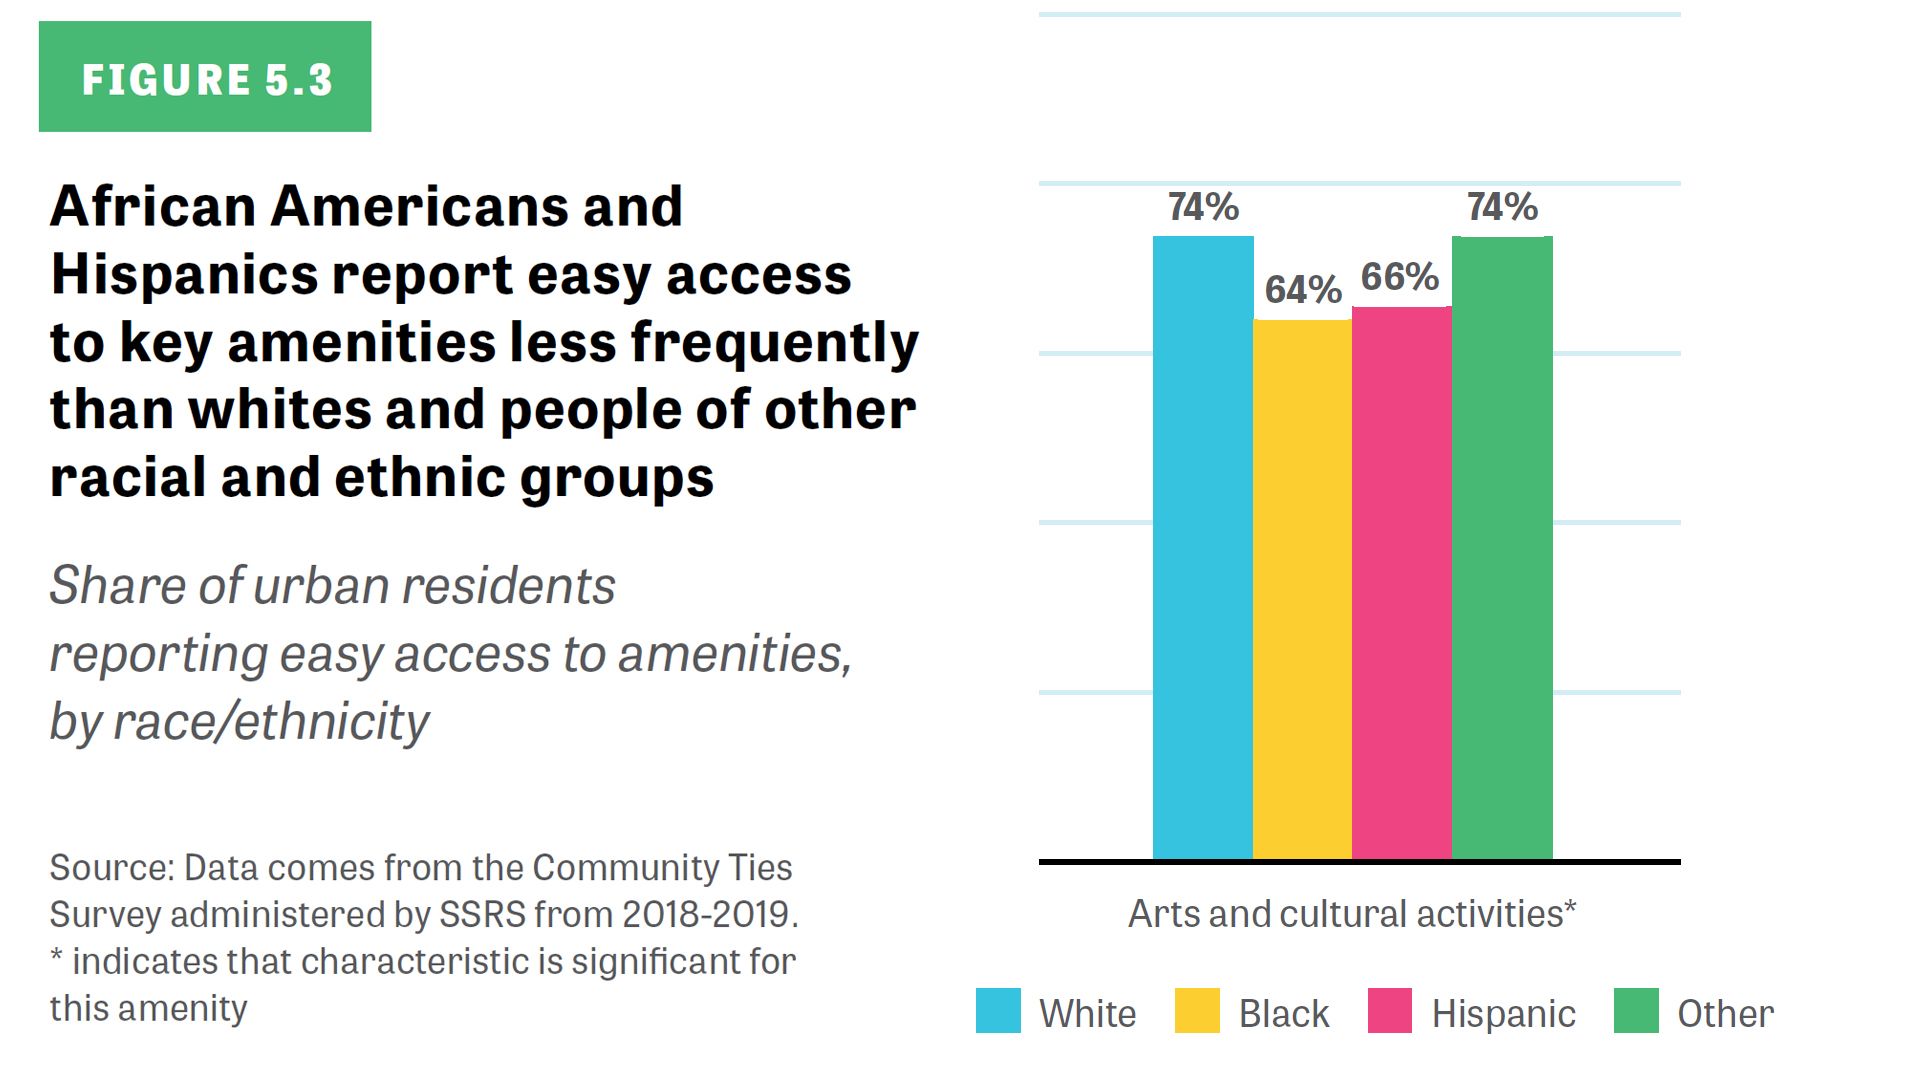 FIGURE 5.3
African Americans and
Hispanics report easy access
to key amenities less frequently
than whites and people of other
racial and ethnic groups
Share of urban residents
reporting easy access to amenities,
by race/ethnicity
Source: Data comes from the Community Ties
Survey administered by SSRS from 2018-2019.
* indicates that characteristic is significant for
this amenity
74%
64%
66%
74%
Arts and cultural activities*
White
Black
Hispanic
Other